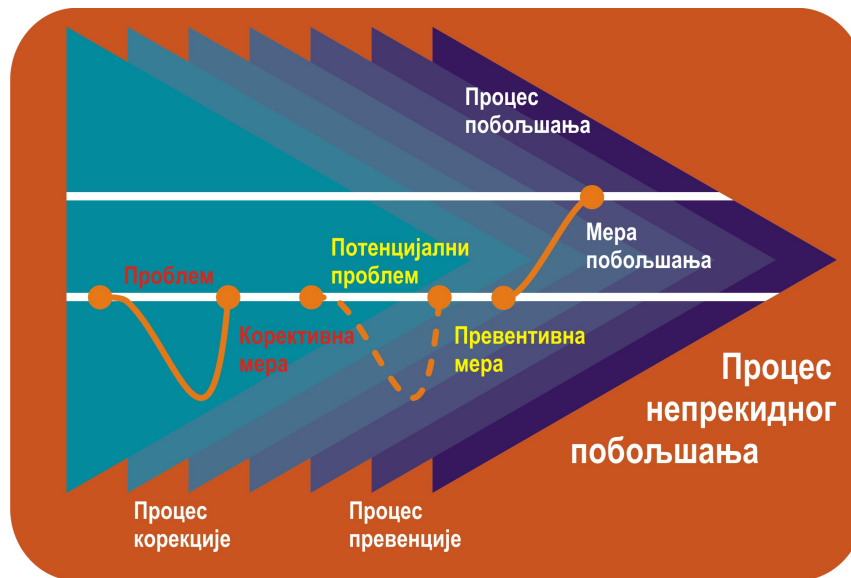 Процес
побољшања
Мера
побољшања
Потенцијални
проблем
Проблем
Корективна
мера
Превентивна
мера
Процес
непрекидног
побољшања
Процес
корекције
Процес
превенције